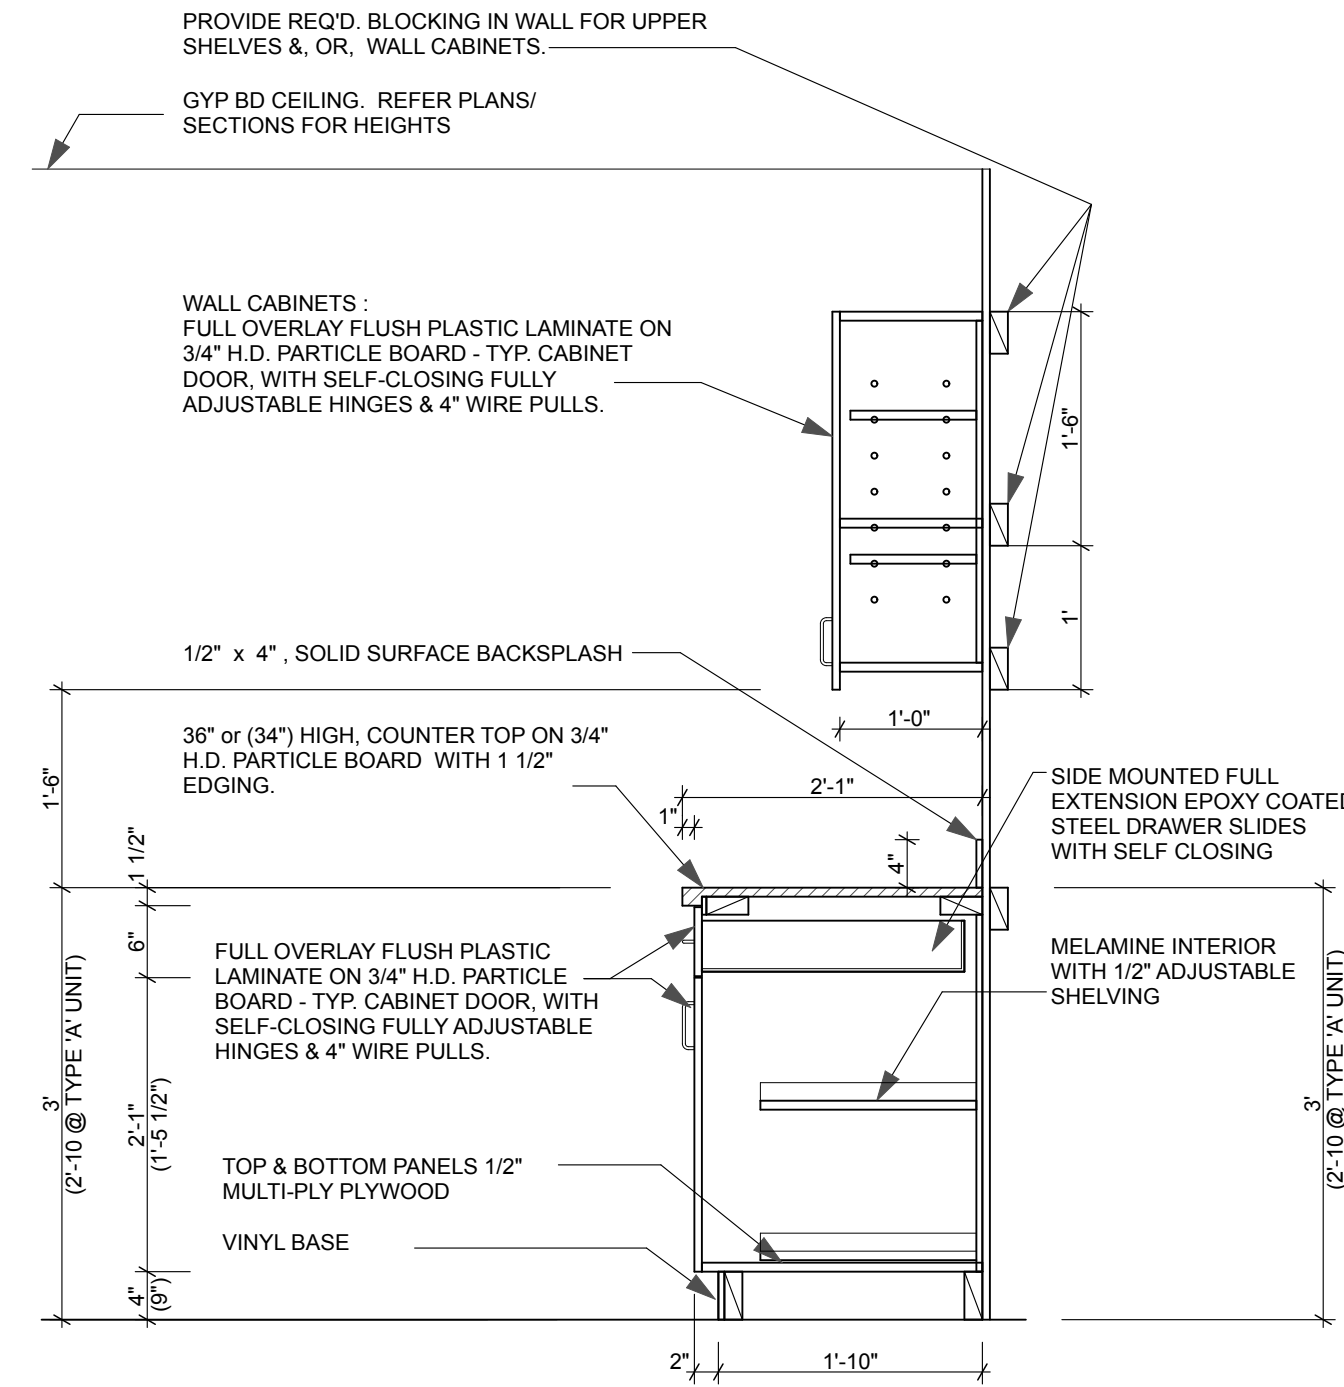 PROVIDE REQ'D. BLOCKING IN WALL FOR UPPER
SHELVES &, OR, WALL CABINETS.
GYP BD CEILING. REFER PLANS/
SECTIONS FOR HEIGHTS
WALL CABINETS :
FULL OVERLAY FLUSH PLASTIC LAMINATE ON
3/4" H.D. PARTICLE BOARD - TYP. CABINET
DOOR, WITH SELF-CLOSING FULLY
ADJUSTABLE HINGES & 4" WIRE PULLS.
1'-6"
1'
1/2" x 4" , SOLID SURFACE BACKSPLASH
1'-0"
36" or (34") HIGH, COUNTER TOP ON 3/4"
H.D. PARTICLE BOARD WITH 1 1/2"
EDGING.
2'-1"
1"
4"
SIDE MOUNTED FULL
EXTENSION EPOXY COATED
STEEL DRAWER SLIDES
WITH SELF CLOSING
1'-6"
1 1/2"
6"
FULL OVERLAY FLUSH PLASTIC
LAMINATE ON 3/4" H.D. PARTICLE
BOARD - TYP. CABINET DOOR, WITH
SELF-CLOSING FULLY ADJUSTABLE
HINGES & 4" WIRE PULLS.
MELAMINE INTERIOR
WITH 1/2" ADJUSTABLE
SHELVING
3'
(2'-10 @ TYPE 'A' UNIT)
2'-1"
(1'-5 1/2")
3'
(2'-10 @ TYPE 'A' UNIT)
TOP & BOTTOM PANELS 1/2"
MULTI-PLY PLYWOOD
VINYL BASE
4"
(9")
2"
1'-10"